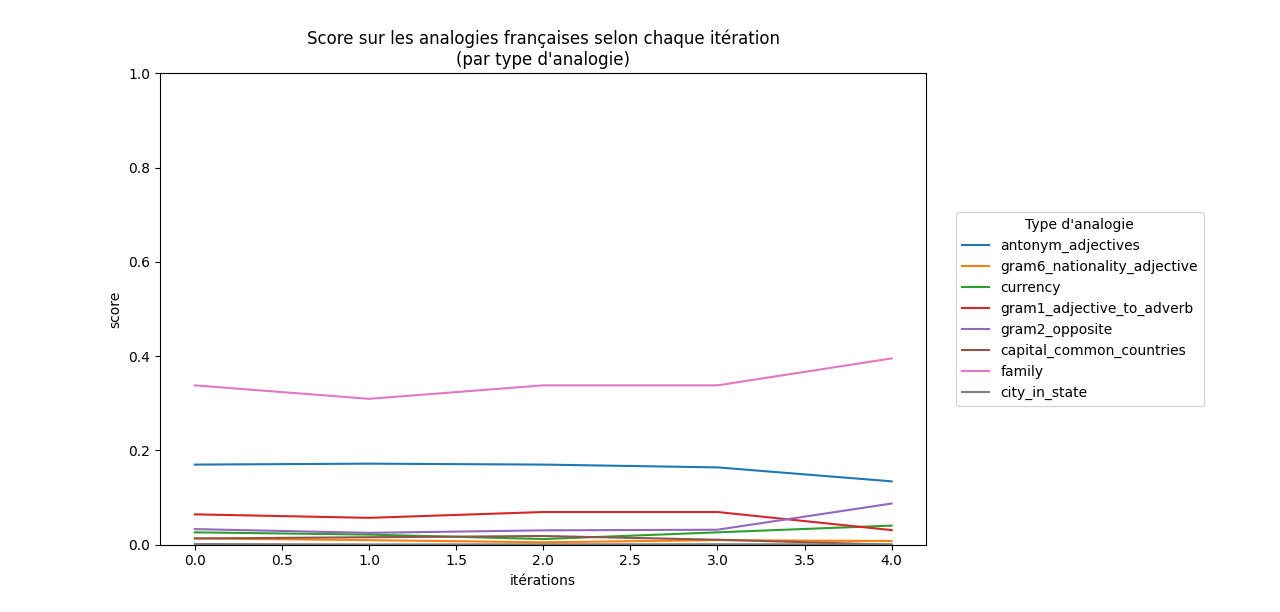 Score sur les analogies françaises selon chaque itération
(par type d'analogie)
1.0
0.8
0.6
0.4
0.2
0.0
score
0.0 0.5 1.0 1.5 2.0 2.5 3.0 3.5 4.0
itérations
Type d'analogie
antonym_adjectives
gram6_nationality_adjective
currency
gram1_adjective_to_adverb
gram2_opposite
capital_common_countries
family
city_in_state